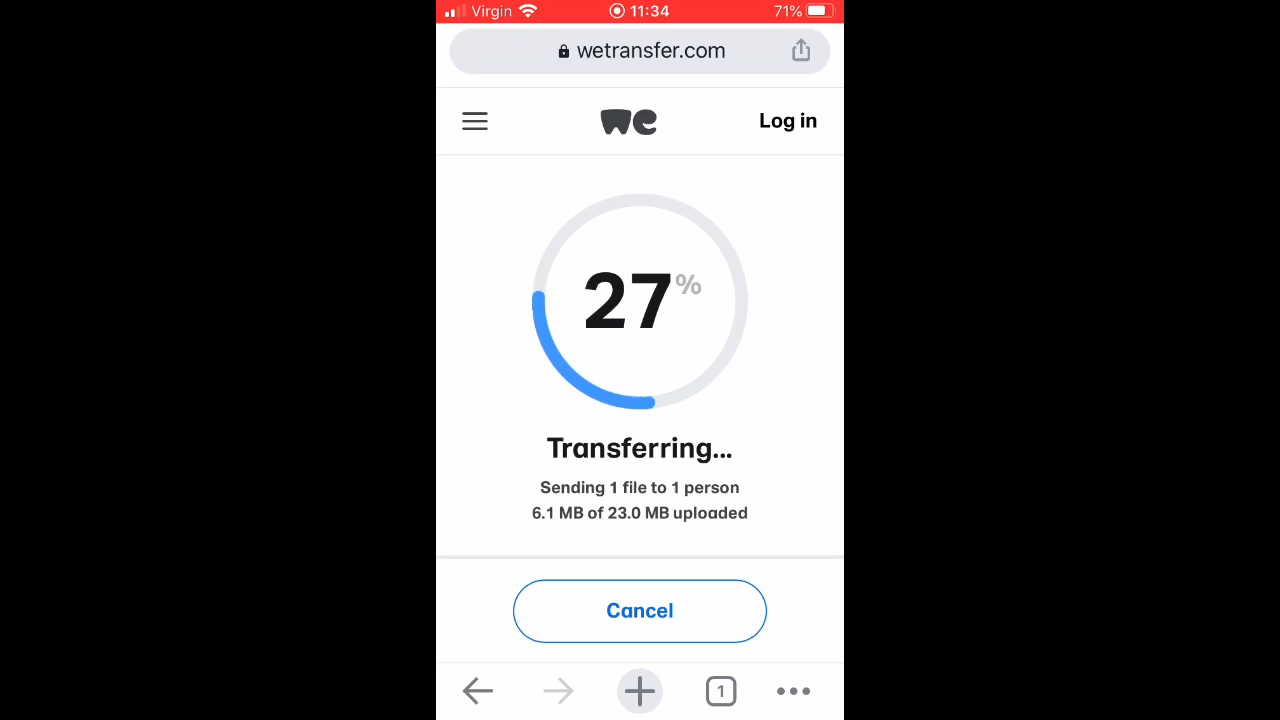 Virgin 11:34 71%
wetransfer.com
we Log in
27%
Transferring...
Sending 1 file to 1 person
6.1 MB of 23.0 MB uploaded
Cancel
1